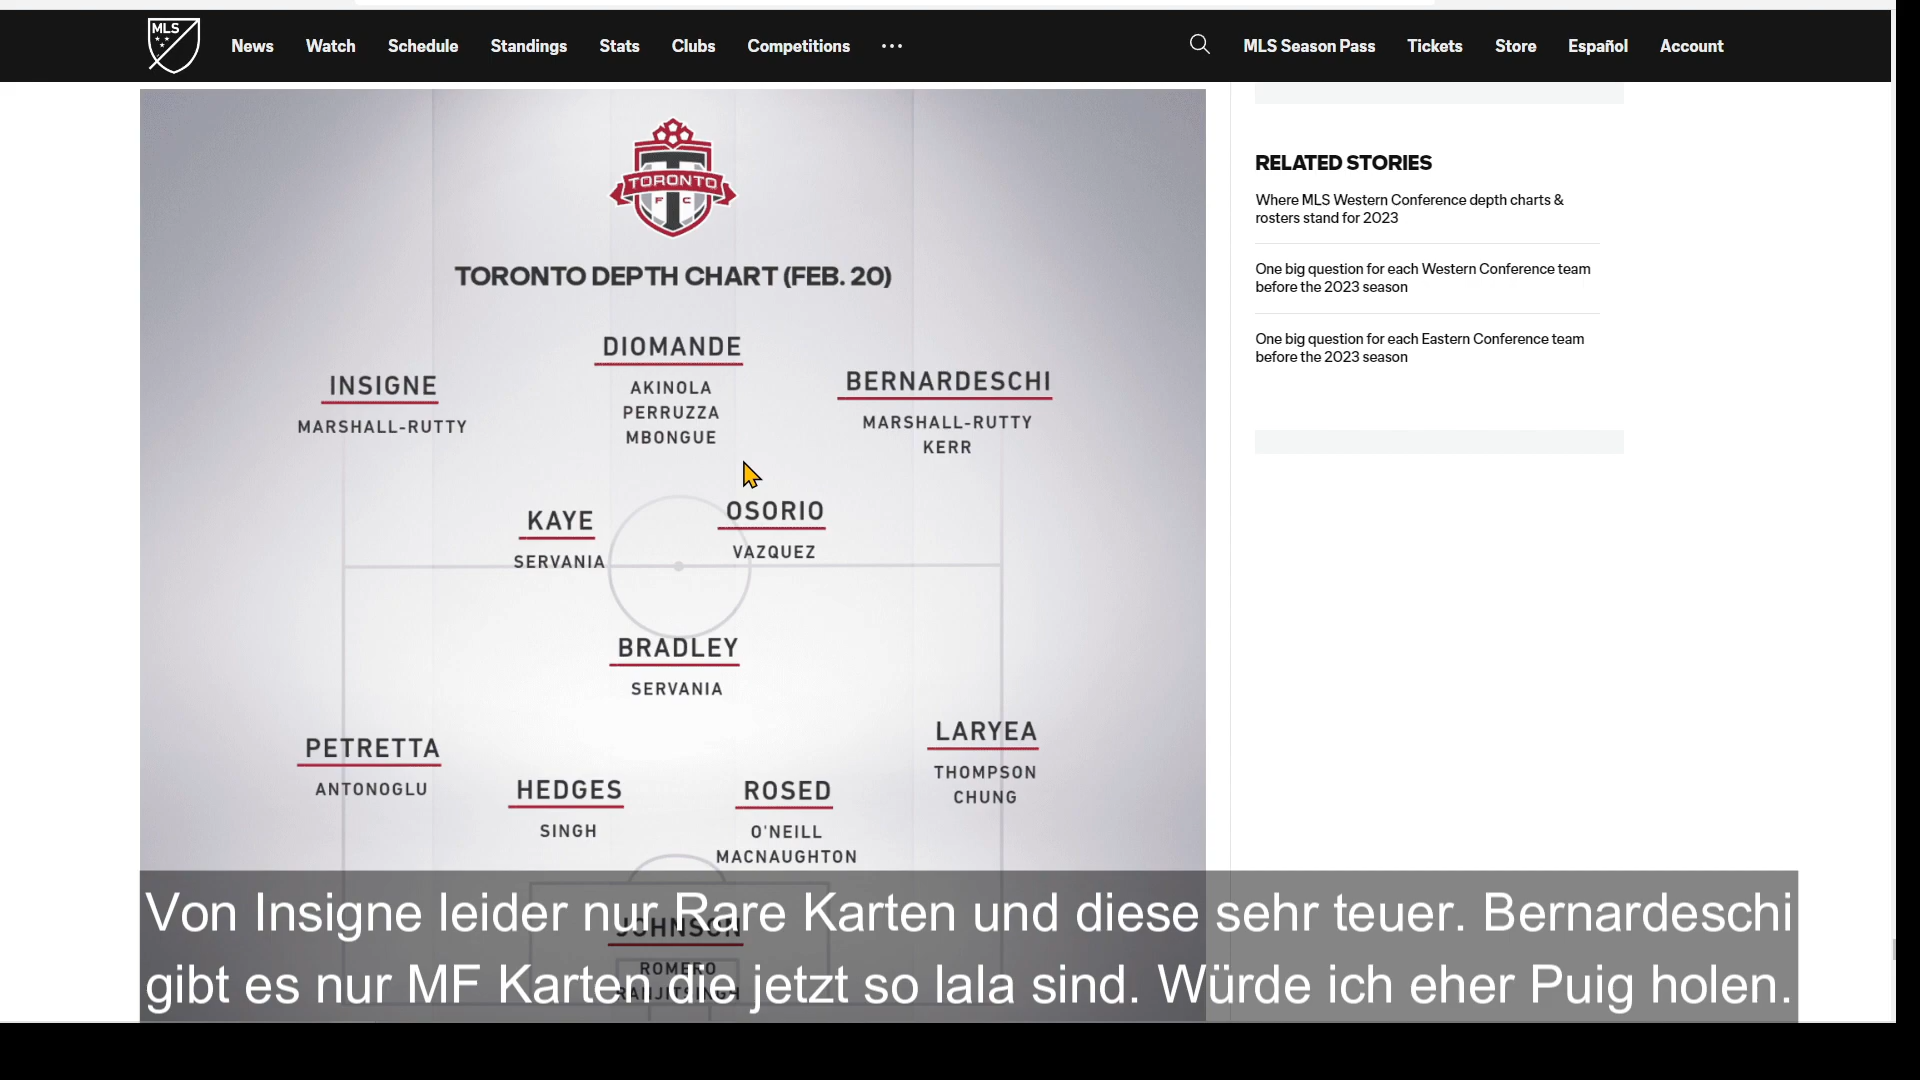 MLS
News Watch Schedule Standings Stats Clubs Competitions ... MLS Season Pass Tickets Store Español Account
TORONTO
F C
TORONTO DEPTH CHART (FEB. 20)
DIOMANDE
AKINOLA
PERRUZZA
MBONGUE
INSIGNE
MARSHALL-RUTTY
BERNARDESCHI
MARSHALL-RUTTY
KERR
KAYE
SERVANIA
OSORIO
VAZQUEZ
BRADLEY
SERVANIA
PETRETTA
ANTONOGLU
HEDGES
SINGH
ROSED
O'NEILL
MACNAUGHTON
LARYEA
THOMPSON
CHUNG
JOHNSON
ROMERO
RANJITSINGH
RELATED STORIES
Where MLS Western Conference depth charts &
rosters stand for 2023
One big question for each Western Conference team
before the 2023 season
One big question for each Eastern Conference team
before the 2023 season
Von Insigne leider nur Rare Karten und diese sehr teuer. Bernardeschi
gibt es nur MF Karten die jetzt so lala sind. Würde ich eher Puig holen.